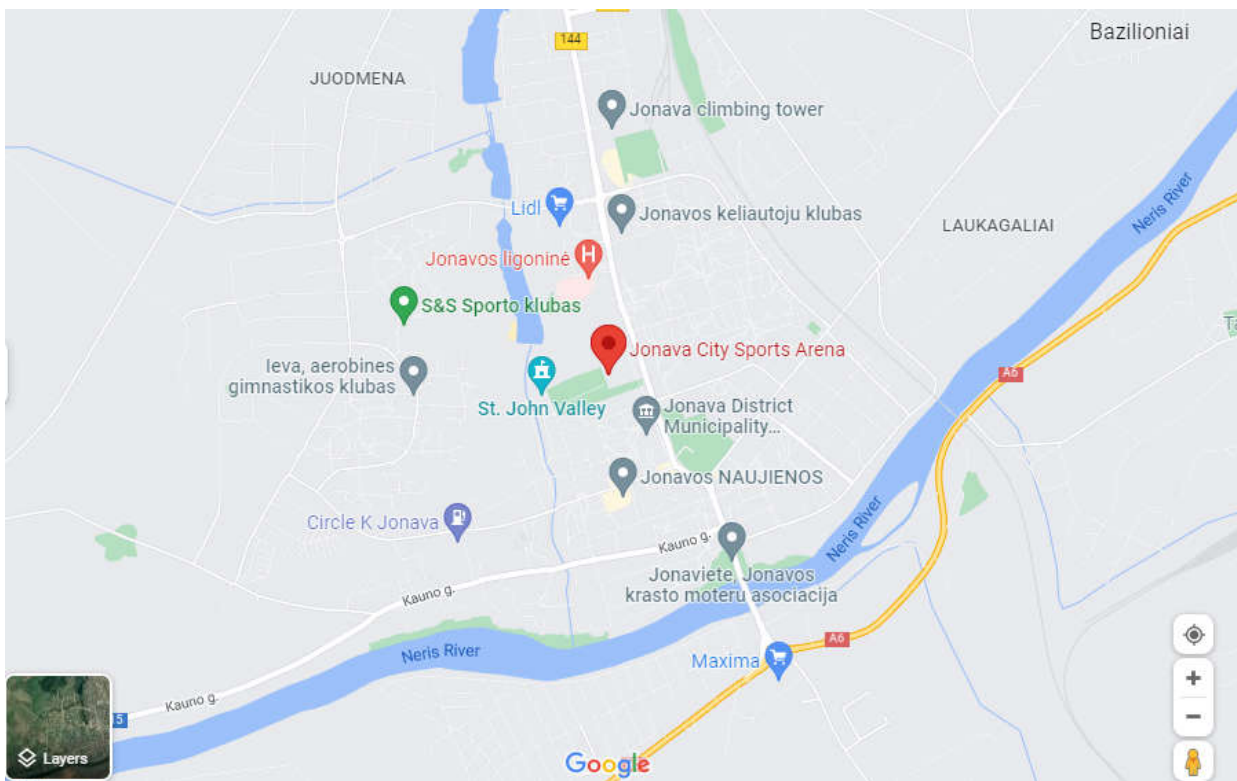 Bazilioniai
144
JUODMENA
Jonava climbing tower
Neris River
Lidl
Jonavos keliautoju klubas
LAUKAGALIAI
Jonavos ligoninė
H
S&S Sporto klubas
Jonava City Sports Arena
Ieva, aerobines
gimnastikos klubas
A6
St. John Valley
Jonava District
Municipality...
Jonavos NAUJIENOS
Circle K Jonava
Neris River
Kauno g.
Jonaviete, Jonavos
krasto moteru asociacija
Kauno g.
A6
Neris River
Maxima
Kauno g.
Layers
Google